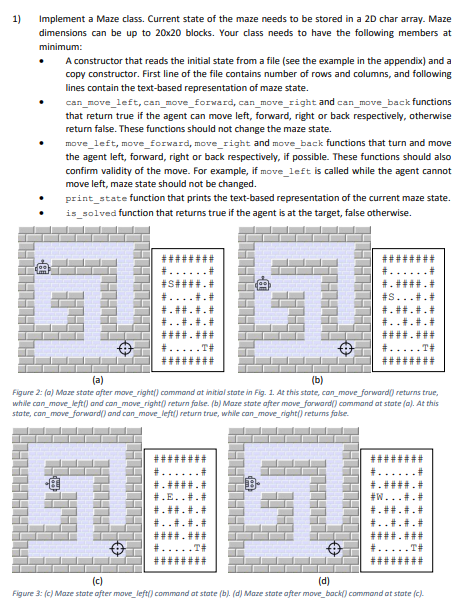 1) Implement a Maze class. Current state of the maze needs to be stored in a 2D char array. Maze
dimensions can be up to 20x20 blocks. Your class needs to have the following members at
minimum:
• A constructor that reads the initial state from a file (see the example in the appendix) and a
copy constructor. First line of the file contains number of rows and columns, and following
lines contain the text-based representation of maze state.
• can_move_left, can_move_forward, can_move_right and can_move_back functions
that return true if the agent can move left, forward, right or back respectively, otherwise
return false. These functions should not change the maze state.
• move_left, move_forward, move_right and move_back functions that turn and move
the agent left, forward, right or back respectively, if possible. These functions should also
confirm validity of the move. For example, if move_left is called while the agent cannot
move left, maze state should not be changed.
• print_state function that prints the text-based representation of the current maze state.
• is_solved function that returns true if the agent is at the target, false otherwise.
########
#......#
#S####.#
#....#.#
#.##.#.#
#..#.#.#
####.###
#.....T#
########
(a)
########
#......#
#.####.#
#S...#.#
#.##.#.#
#..#.#.#
####.###
#.....T#
########
(b)
Figure 2: (a) Maze state after move_right() command at initial state in Fig. 1. At this state, can_move_forward() returns true,
while can_move_left() and can_move_right() return false. (b) Maze state after move_forward() command at state (a). At this
state, can_move_forward() and can_move_left() return true, while can_move_right() returns false.
########
#......#
#.####.#
#.E..#.#
#.##.#.#
#..#.#.#
####.###
#.....T#
########
(c)
########
#......#
#.####.#
#W...#.#
#.##.#.#
#..#.#.#
####.###
#.....T#
########
(d)
Figure 3: (c) Maze state after move_left() command at state (b). (d) Maze state after move_back() command at state (c).